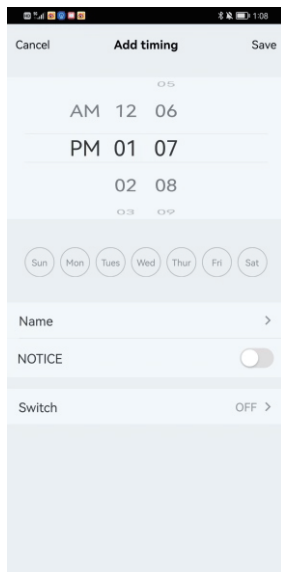 1:08
Cancel Add timing Save
05
AM 12 06
PM 01 07
02 08
03 09
Sun Mon Tues Wed Thur Fri Sat
Name
NOTICE
Switch OFF